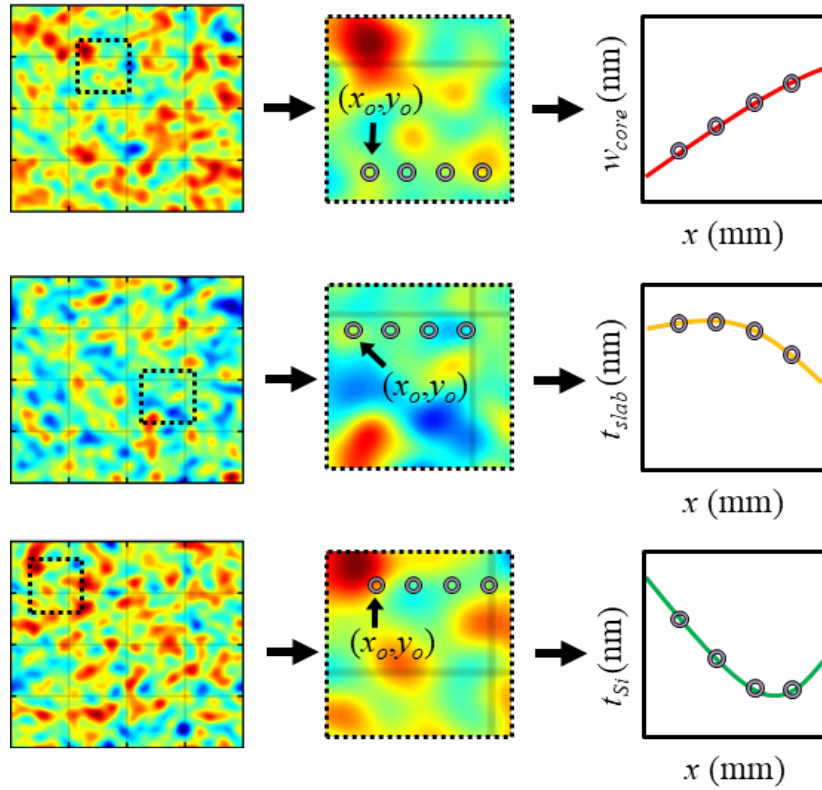 (xo,yo)
wcore (nm)
x (mm)
(xo,yo)
tslab (nm)
x (mm)
(xo,yo)
tSi (nm)
x (mm)